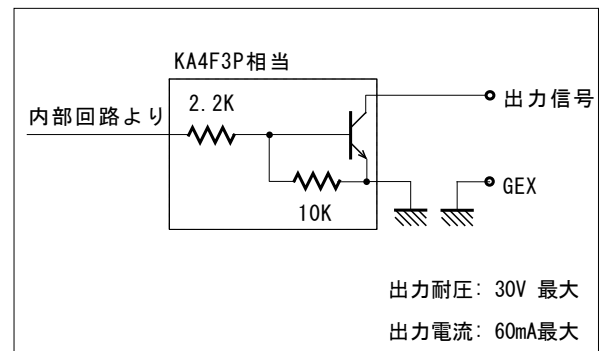 KA4F3P相当
2.2K
内部回路より
出力信号
GEX
10K
出力耐圧: 30V 最大
出力電流: 60mA最大